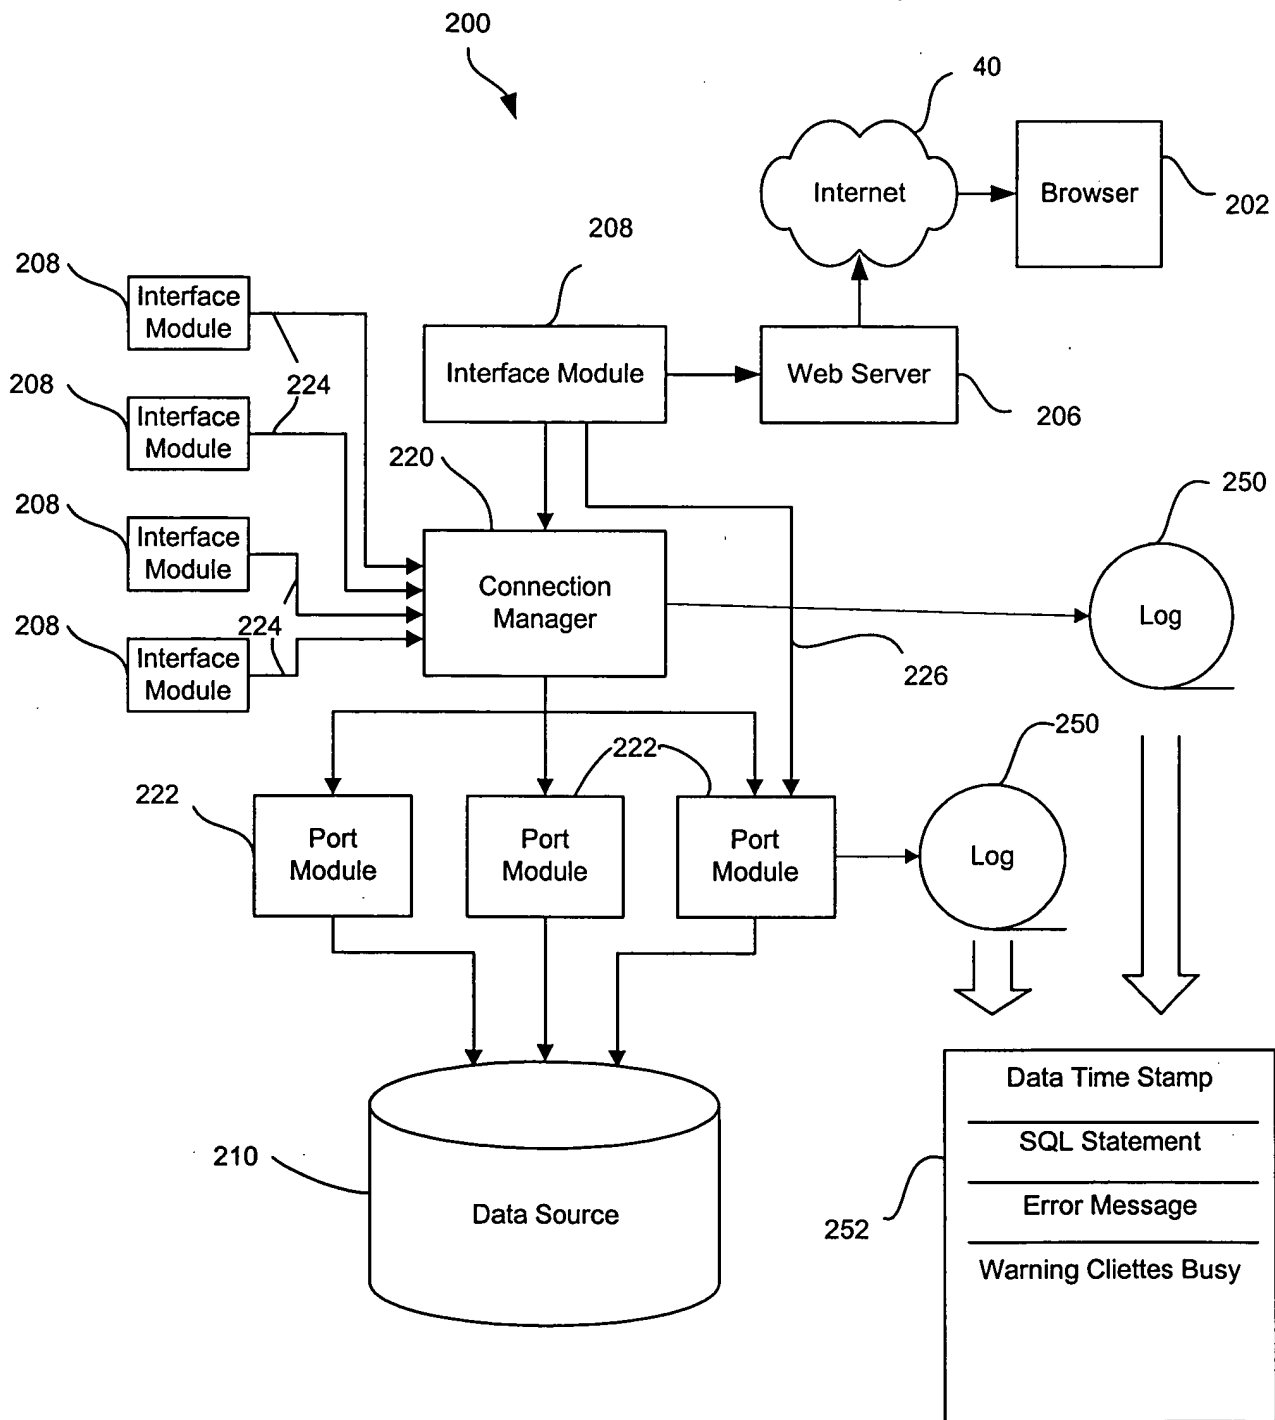 200
40
Internet
Browser
202
208
208
Interface
Module
Interface Module
Web Server
206
224
208
Interface
Module
220
208
Interface
Module
250
Connection
Manager
Log
224
208
Interface
Module
226
250
222
222
Port
Module
Port
Module
Port
Module
Log
Data Time Stamp
SQL Statement
210
Error Message
Data Source
252
Warning Cliettes Busy